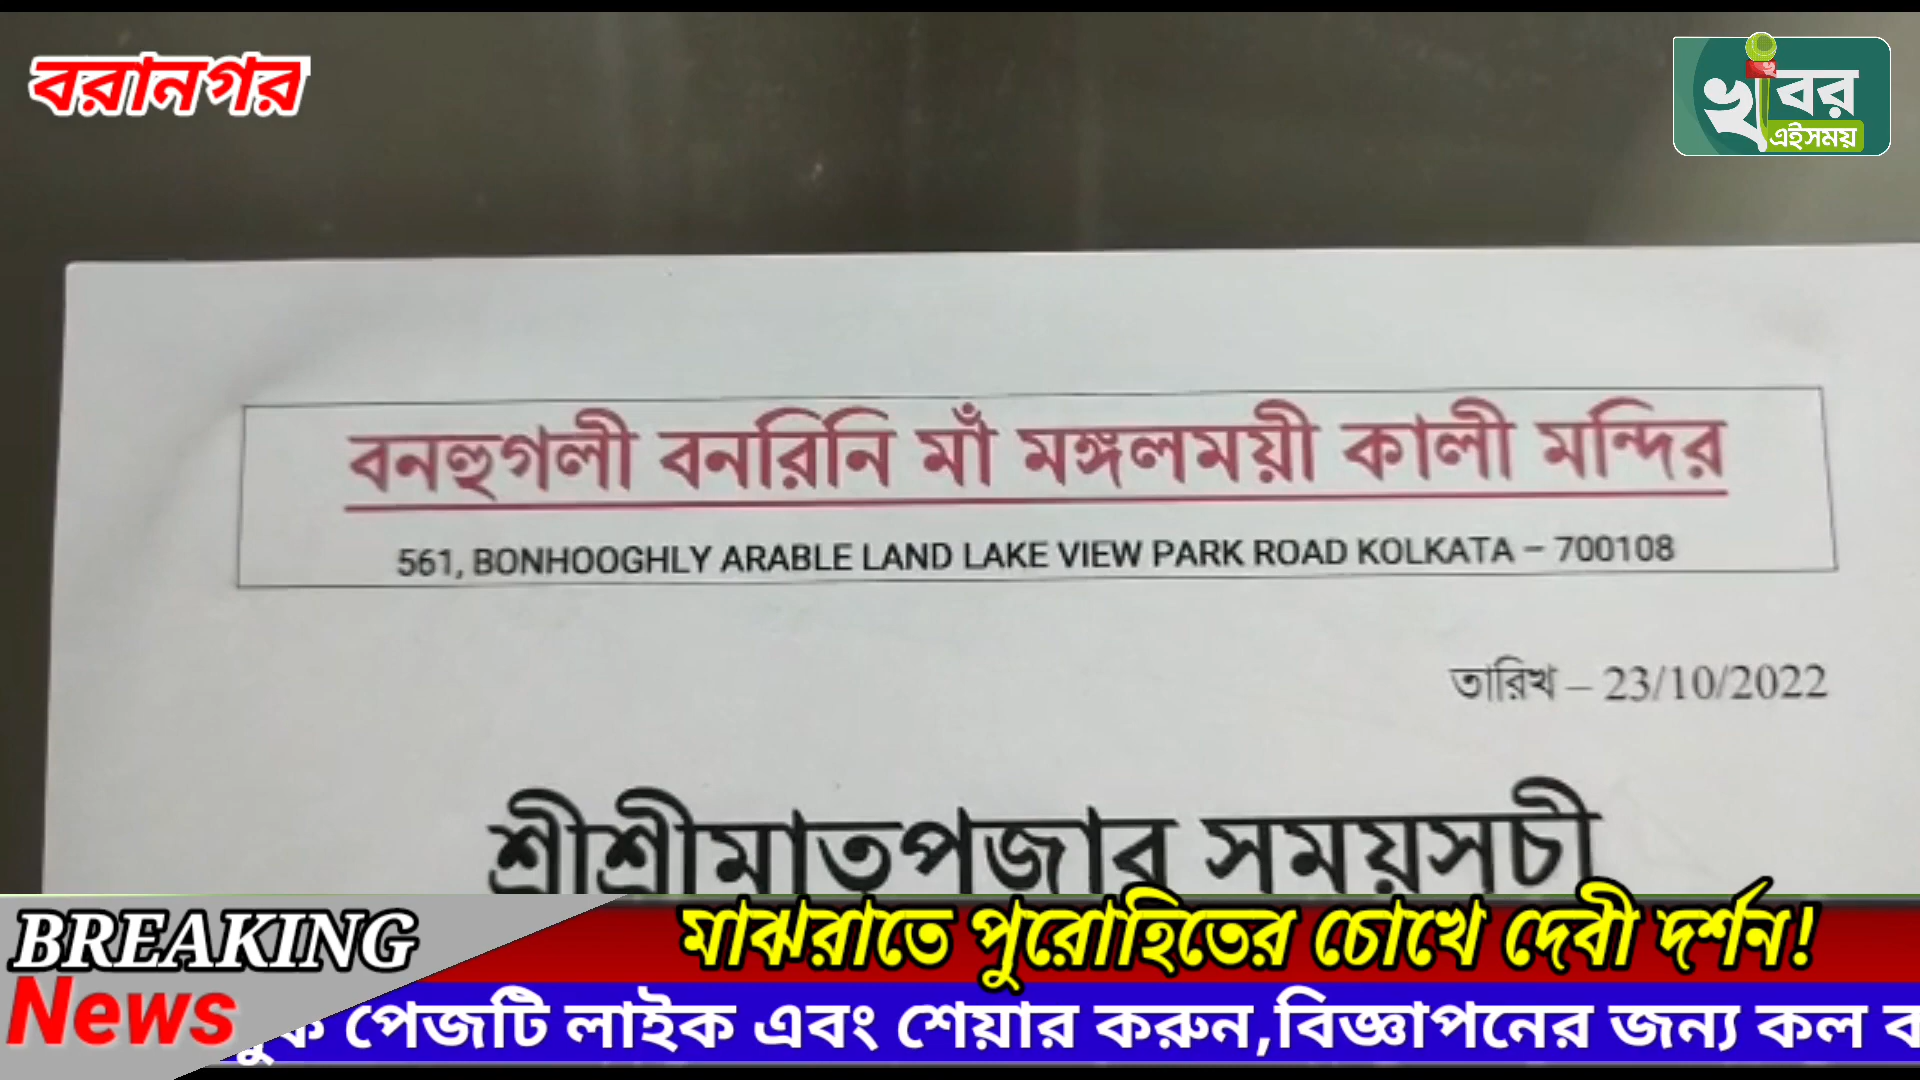 বরানগর
খবর
এইসময়
বনহুগলী বনরিনি মাঁ মঙ্গলময়ী কালী মন্দির
561, BONHOOGHLY ARABLE LAND LAKE VIEW PARK ROAD KOLKATA – 700108
তারিখ – 23/10/2022
শ্রীশ্রীমাতৃপূজার সময়সূচী
BREAKING
News
মাঝরাতে পুরোহিতের চোখে দেবী দর্শন!
পেজটি লাইক এবং শেয়ার করুন,বিজ্ঞাপনের জন্য কল